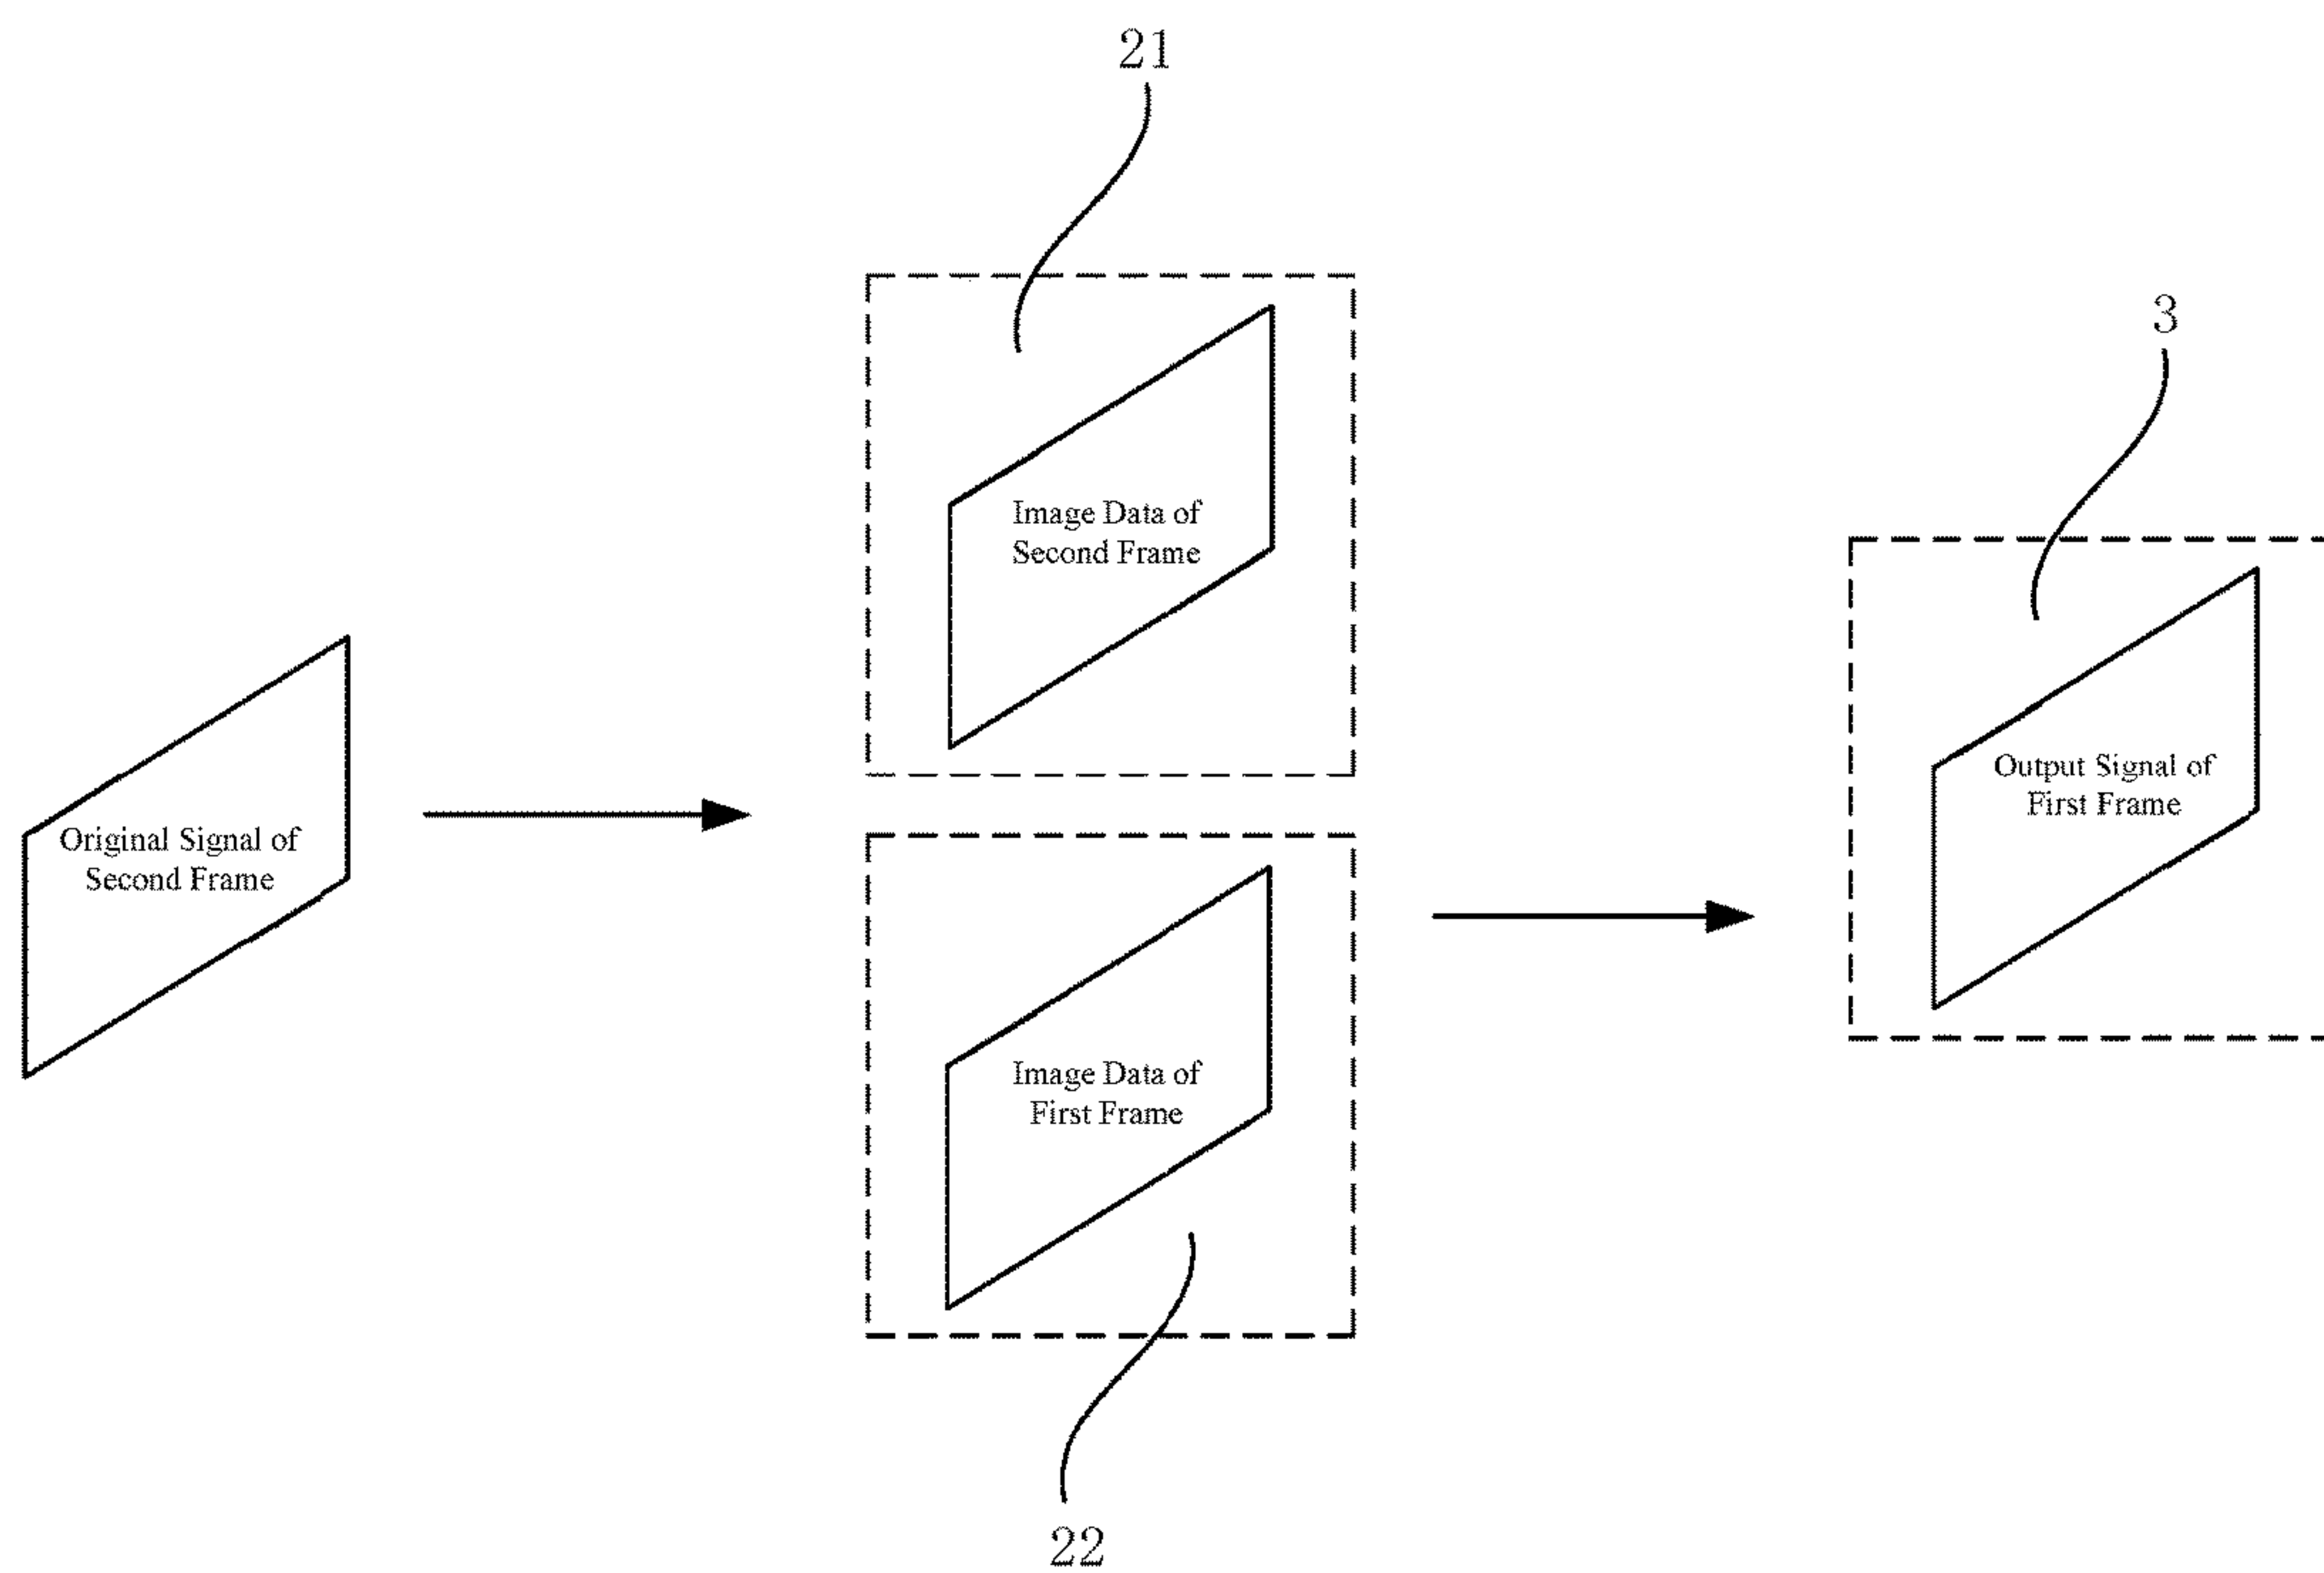 21
3
Image Data of
Second Frame
Original Signal of
Second Frame
Output Signal of
First Frame
Image Data of
First Frame
22